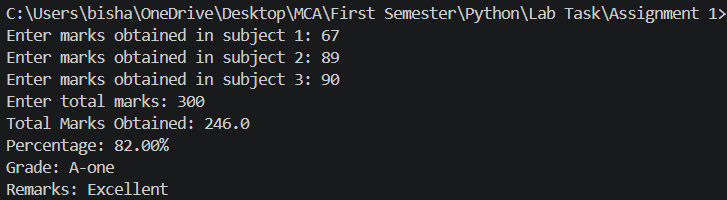 C:\Users\bisha\OneDrive\Desktop\MCA\First Semester\Python\Lab Task\Assignment 1>
Enter marks obtained in subject 1: 67
Enter marks obtained in subject 2: 89
Enter marks obtained in subject 3: 90
Enter total marks: 300
Total Marks Obtained: 246.0
Percentage: 82.00%
Grade: A-one
Remarks: Excellent